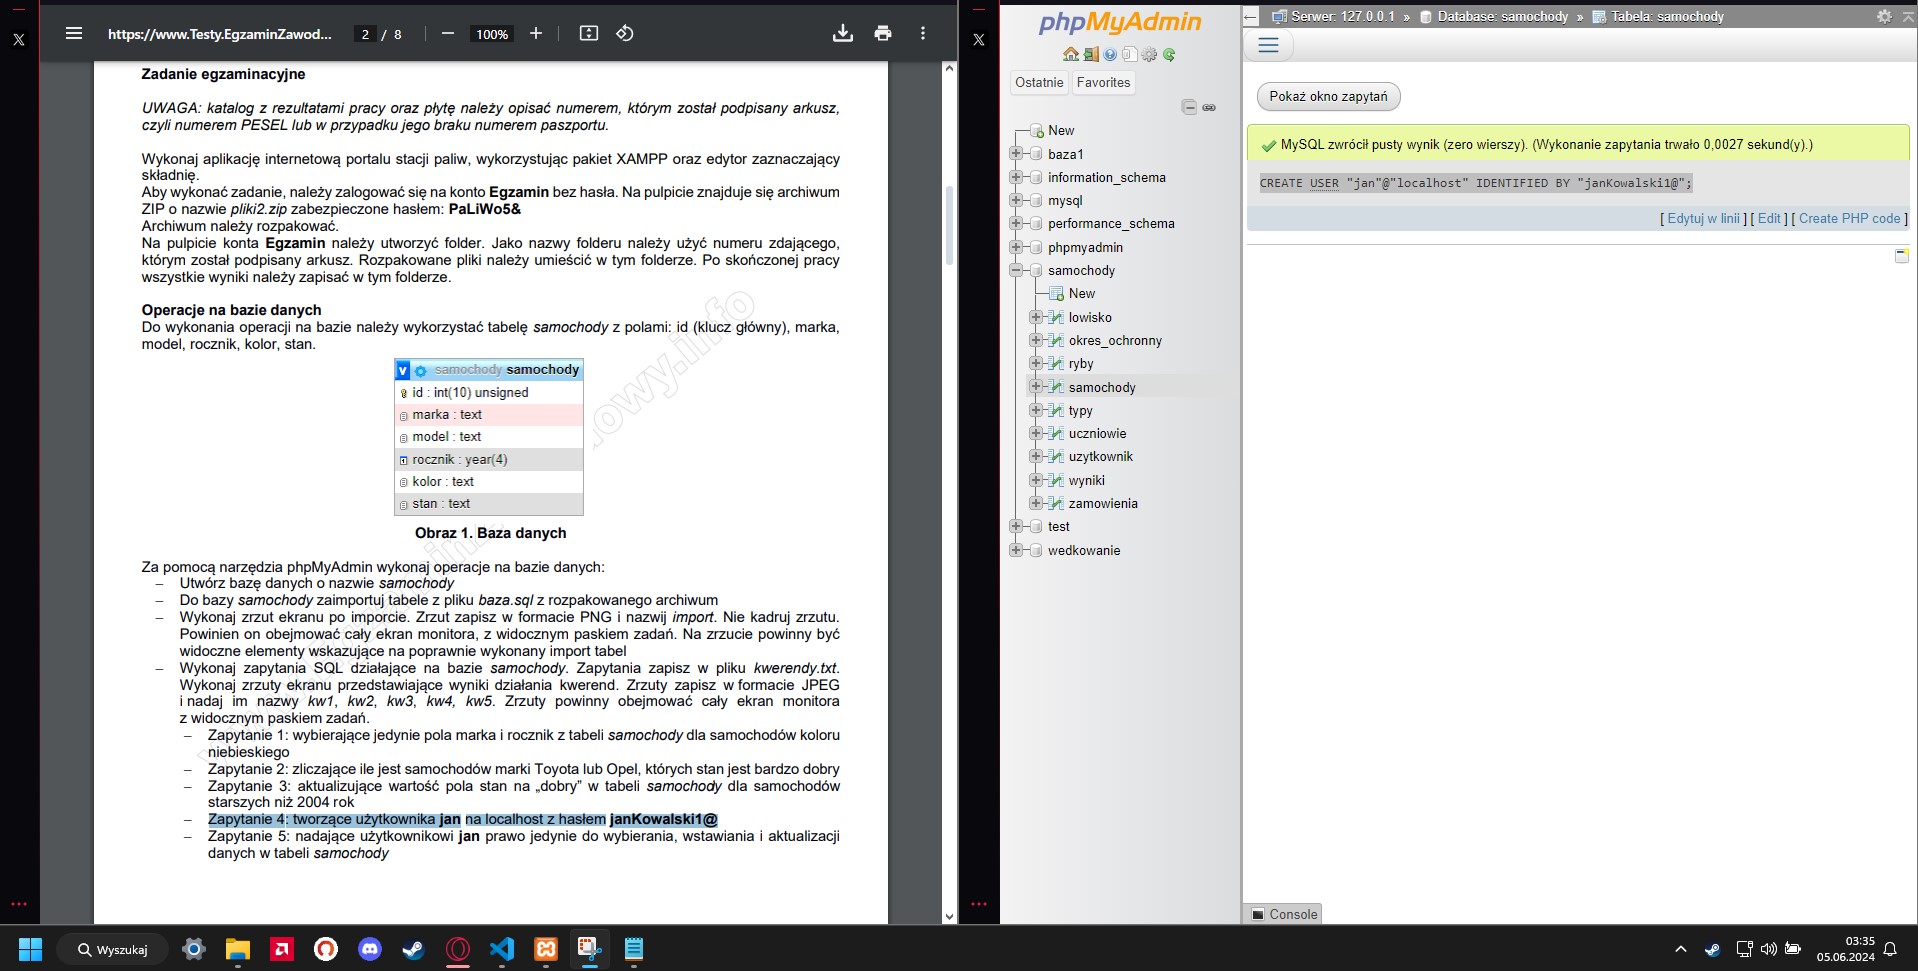 https://www.Testy.EgzaminZawod...
2 / 8
100%
Zadanie egzaminacyjne
UWAGA: katalog z rezultatami pracy oraz płytę należy opisać numerem, którym został podpisany arkusz,
czyli numerem PESEL lub w przypadku jego braku numerem paszportu.
Wykonaj aplikację internetową portalu stacji paliw, wykorzystując pakiet XAMPP oraz edytor zaznaczający
składnię.
Aby wykonać zadanie, należy zalogować się na konto Egzamin bez hasła. Na pulpicie znajduje się archiwum
ZIP o nazwie pliki2.zip zabezpieczone hasłem: PaLiWo5&
Archiwum należy rozpakować.
Na pulpicie konta Egzamin należy utworzyć folder. Jako nazwy folderu należy użyć numeru zdającego,
którym został podpisany arkusz. Rozpakowane pliki należy umieścić w tym folderze. Po skończonej pracy
wszystkie wyniki należy zapisać w tym folderze.
Operacje na bazie danych
Do wykonania operacji na bazie należy wykorzystać tabelę samochody z polami: id (klucz główny), marka,
model, rocznik, kolor, stan.
samochody samochody
id : int(10) unsigned
marka : text
model : text
rocznik : year(4)
kolor : text
stan : text
Obraz 1. Baza danych
Za pomocą narzędzia phpMyAdmin wykonaj operacje na bazie danych:
– Utwórz bazę danych o nazwie samochody
– Do bazy samochody zaimportuj tabele z pliku baza.sql z rozpakowanego archiwum
– Wykonaj zrzut ekranu po imporcie. Zrzut zapisz w formacie PNG i nazwij import. Nie kadruj zrzutu.
Powinien on obejmować cały ekran monitora, z widocznym paskiem zadań. Na zrzucie powinny być
widoczne elementy wskazujące na poprawnie wykonany import tabel
– Wykonaj zapytania SQL działające na bazie samochody. Zapytania zapisz w pliku kwerendy.txt.
Wykonaj zrzuty ekranu przedstawiające wyniki działania kwerend. Zrzuty zapisz w formacie JPEG
i nadaj im nazwy kw1, kw2, kw3, kw4, kw5. Zrzuty powinny obejmować cały ekran monitora
z widocznym paskiem zadań.
– Zapytanie 1: wybierające jedynie pola marka i rocznik z tabeli samochody dla samochodów koloru
niebieskiego
– Zapytanie 2: zliczające ile jest samochodów marki Toyota lub Opel, których stan jest bardzo dobry
– Zapytanie 3: aktualizujące wartość pola stan na „dobry” w tabeli samochody dla samochodów
starszych niż 2004 rok
– Zapytanie 4: tworzące użytkownika jan na localhost z hasłem janKowalski1@
– Zapytanie 5: nadające użytkownikowi jan prawo jedynie do wybierania, wstawiania i aktualizacji
danych w tabeli samochody
phpMyAdmin
Ostatnie Favorites
New
baza1
information_schema
mysql
performance_schema
phpmyadmin
samochody
New
lowisko
okres_ochronny
ryby
samochody
typy
uczniowie
uzytkownik
wyniki
zamowienia
test
wedkowanie
Serwer: 127.0.0.1 » Database: samochody » Tabela: samochody
Pokaż okno zapytań
MySQL zwrócił pusty wynik (zero wierszy). (Wykonanie zapytania trwało 0,0027 sekund(y).)
CREATE USER "jan"@"localhost" IDENTIFIED BY "janKowalski1@";
[ Edytuj w linii ] [ Edit ] [ Create PHP code ]
Console
Wyszukaj
03:35
05.06.2024